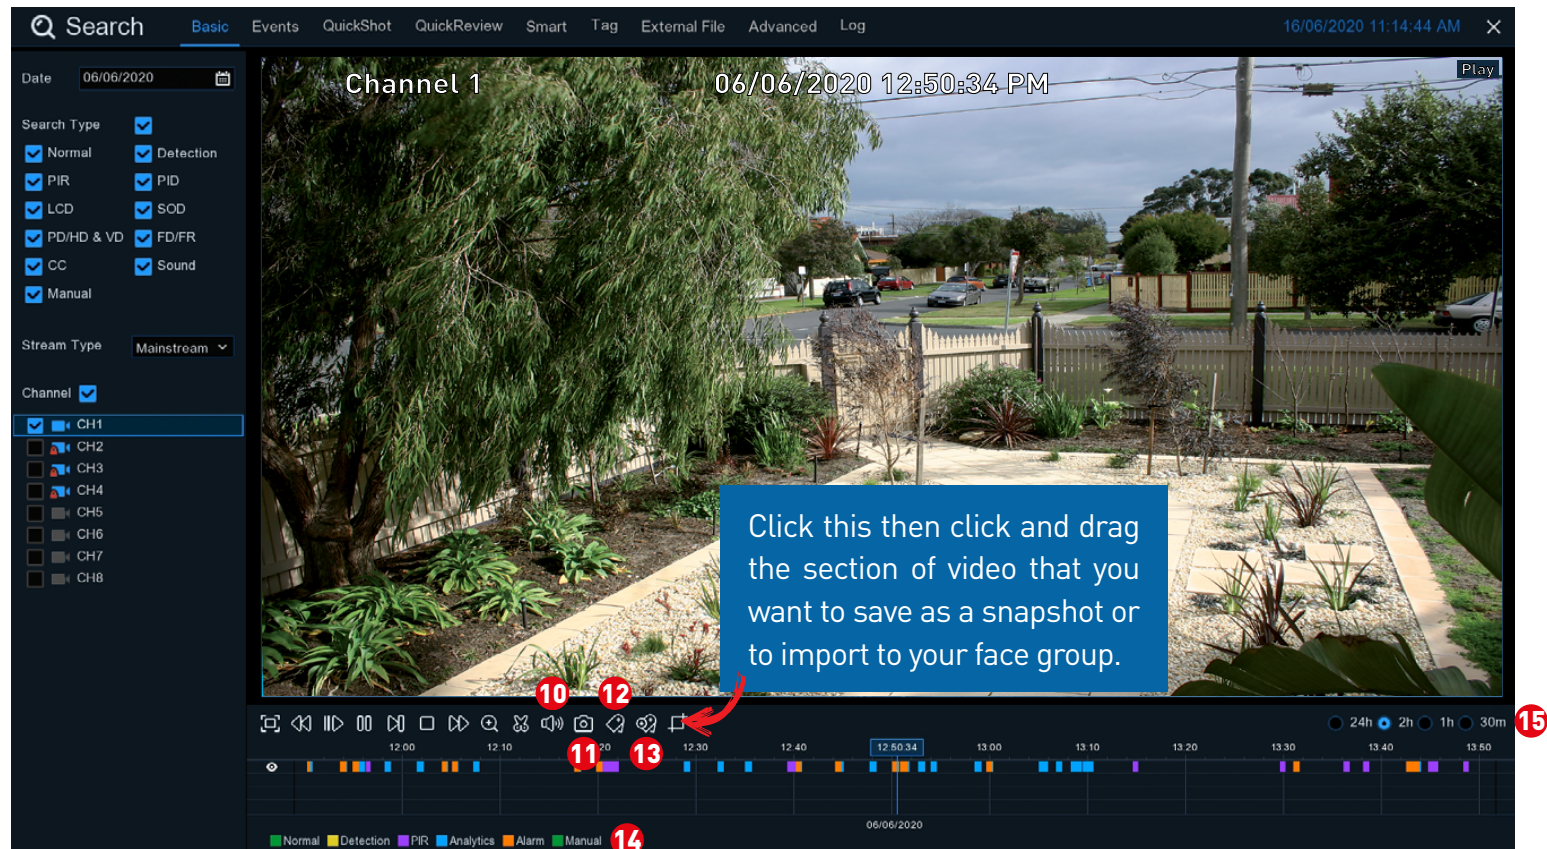 Search Basic Events QuickShot QuickReview Smart Tag External File Advanced Log 16/06/2020 11:14:44 AM
Date 06/06/2020
Channel 1 06/06/2020 12:50:34 PM
Play
Search Type
Normal Detection
PIR PID
LCD SOD
PD/HD & VD FD/FR
CC Sound
Manual
Stream Type Mainstream
Channel
CH1
CH2
CH3
CH4
CH5
CH6
CH7
CH8
Click this then click and drag
the section of video that you
want to save as a snapshot or
to import to your face group.
10 12
24h 2h 1h 30m 15
11 13
12:00 12:10 20 12:30 12:40 12:50:34 13:00 13:10 13:20 13:30 13:40 13:50
06/06/2020
Normal Detection PIR Analytics Alarm Manual 14